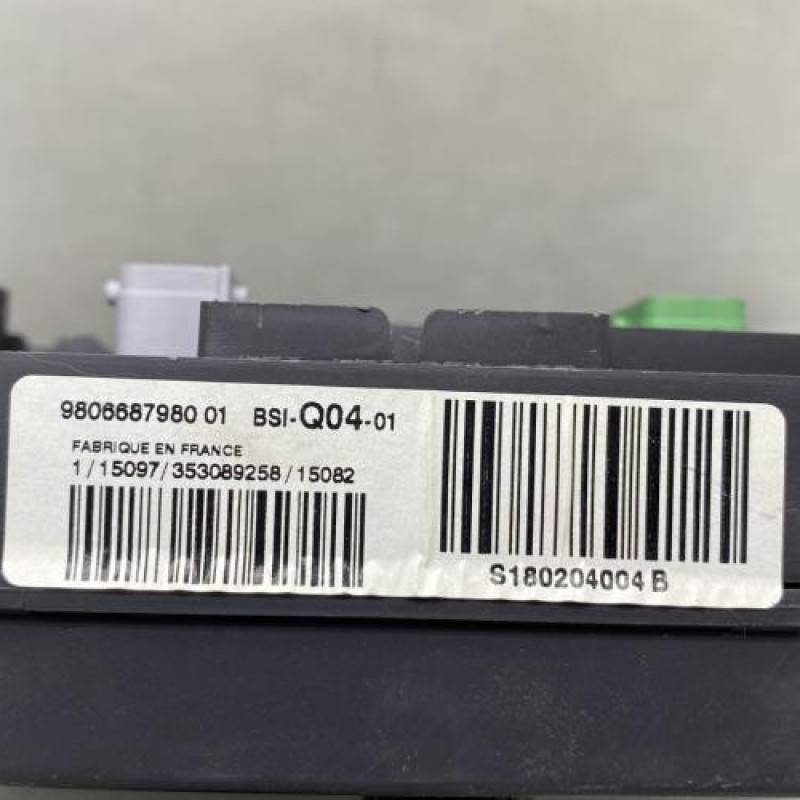 9806687980 01 BSI-Q04-01
FABRIQUE EN FRANCE
1/15097/353089258/15082
S180204004 B